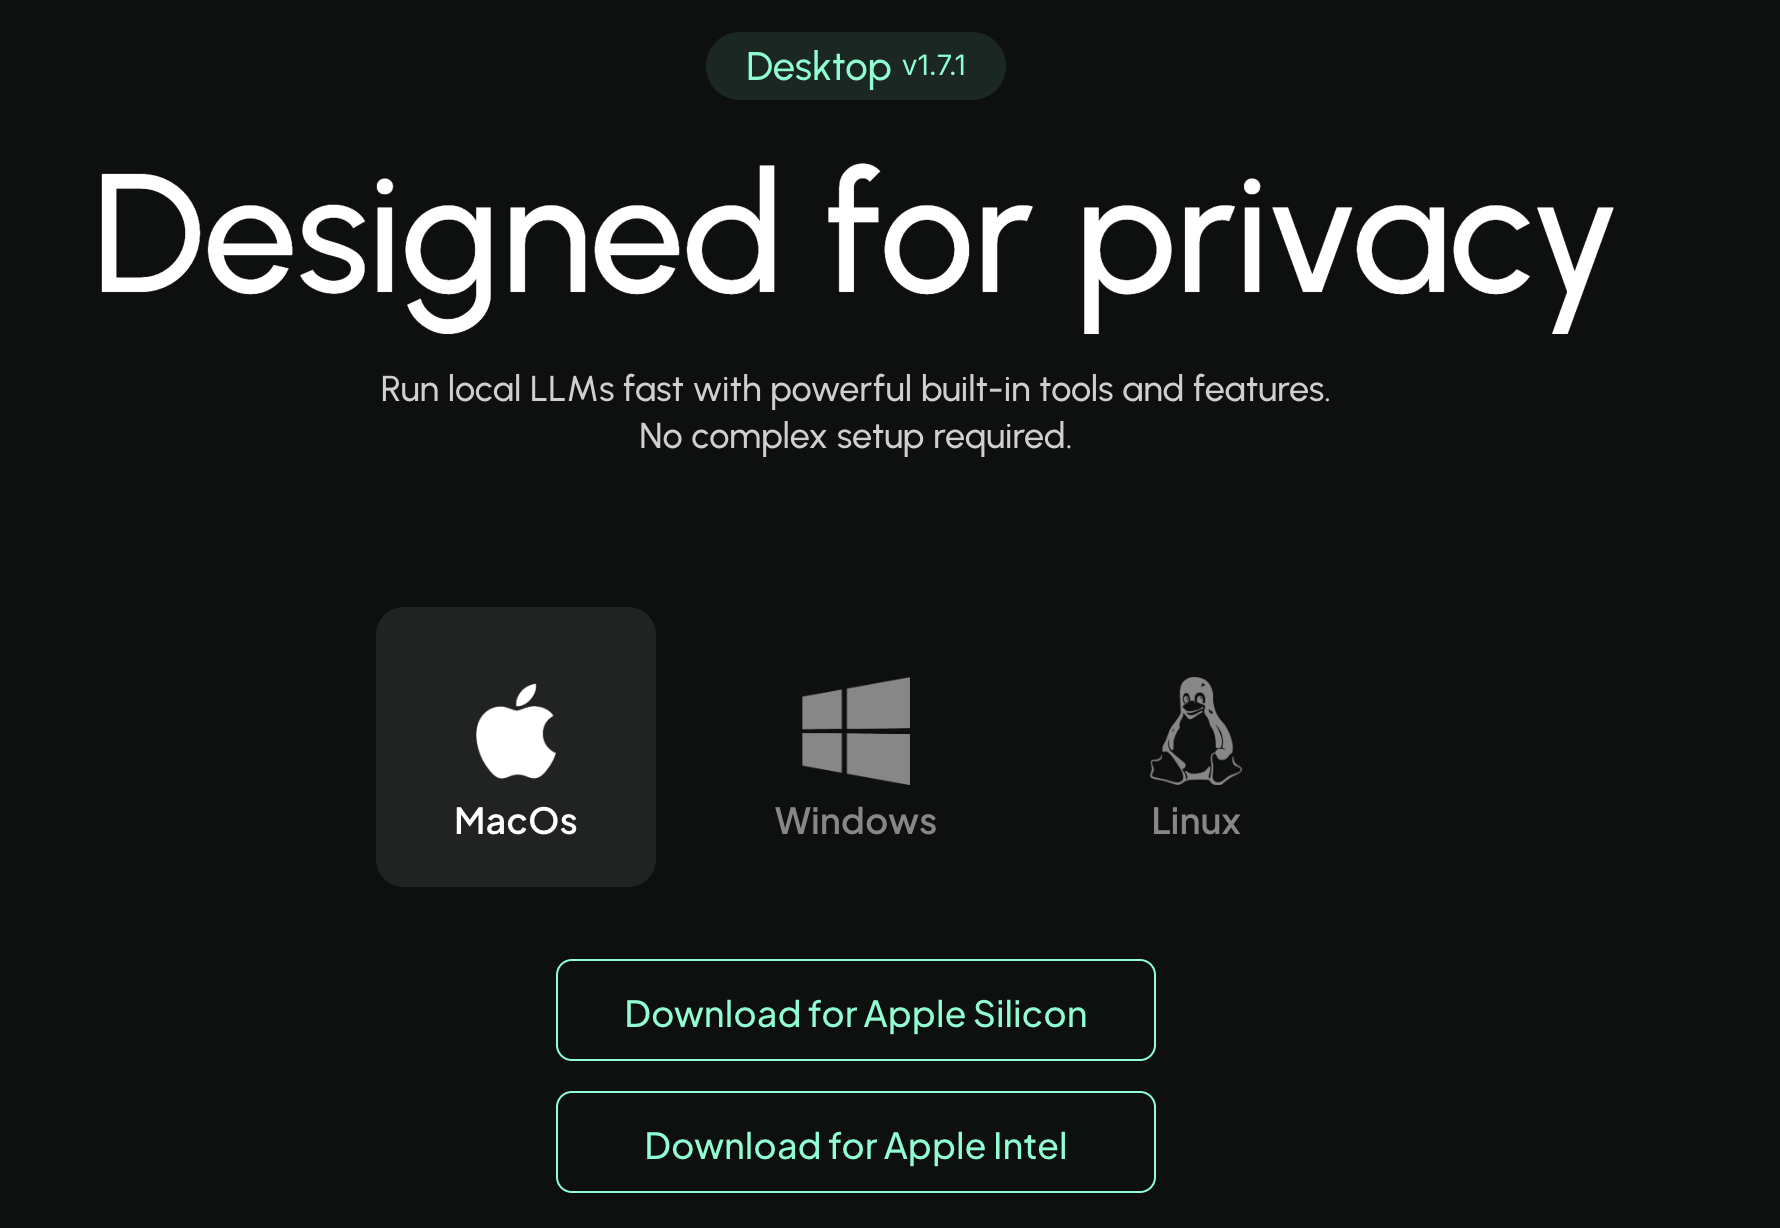 Desktop v1.7.1
Designed for privacy
Run local LLMs fast with powerful built-in tools and features.
No complex setup required.
MacOs
Windows
Linux
Download for Apple Silicon
Download for Apple Intel